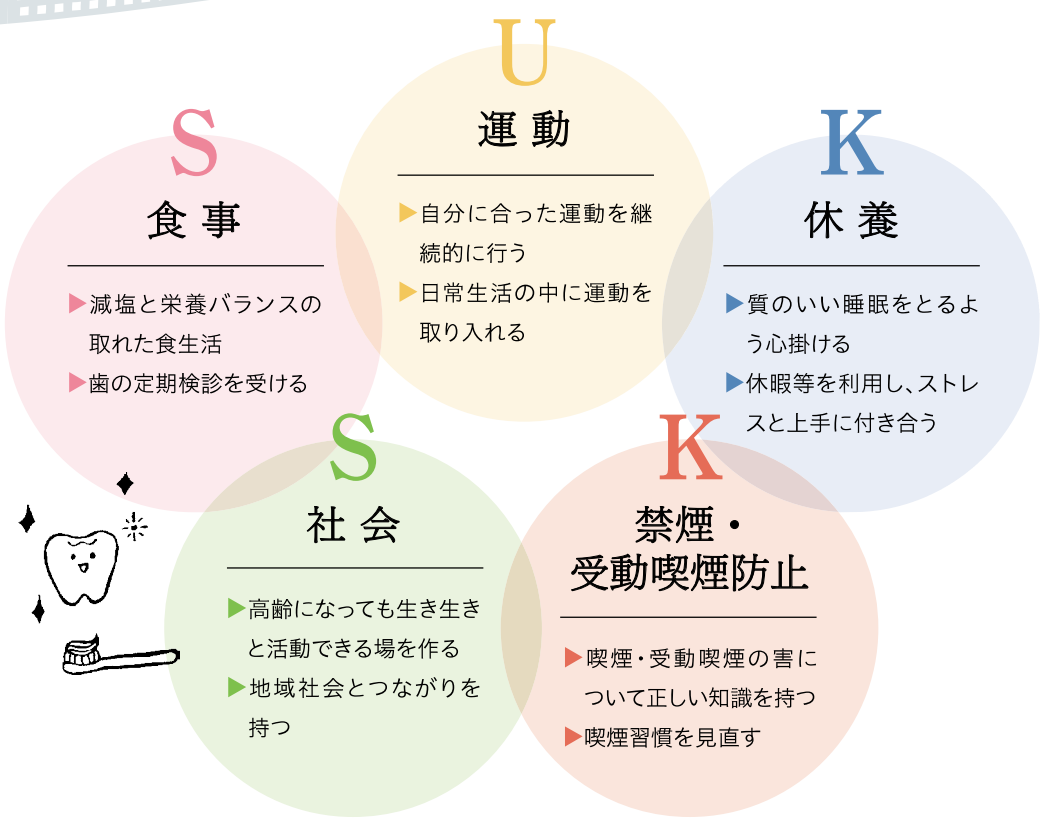 S
食事
▶減塩と栄養バランスの
取れた食生活
▶歯の定期検診を受ける
U
運動
▶自分に合った運動を継
続的に行う
▶日常生活の中に運動を
取り入れる
K
休養
▶質のいい睡眠をとるよ
う心掛ける
▶休暇等を利用し、ストレ
スと上手に付き合う
S
社会
▶高齢になっても生き生き
と活動できる場を作る
▶地域社会とつながりを
持つ
K
禁煙・
受動喫煙防止
▶喫煙・受動喫煙の害に
ついて正しい知識を持つ
▶喫煙習慣を見直す